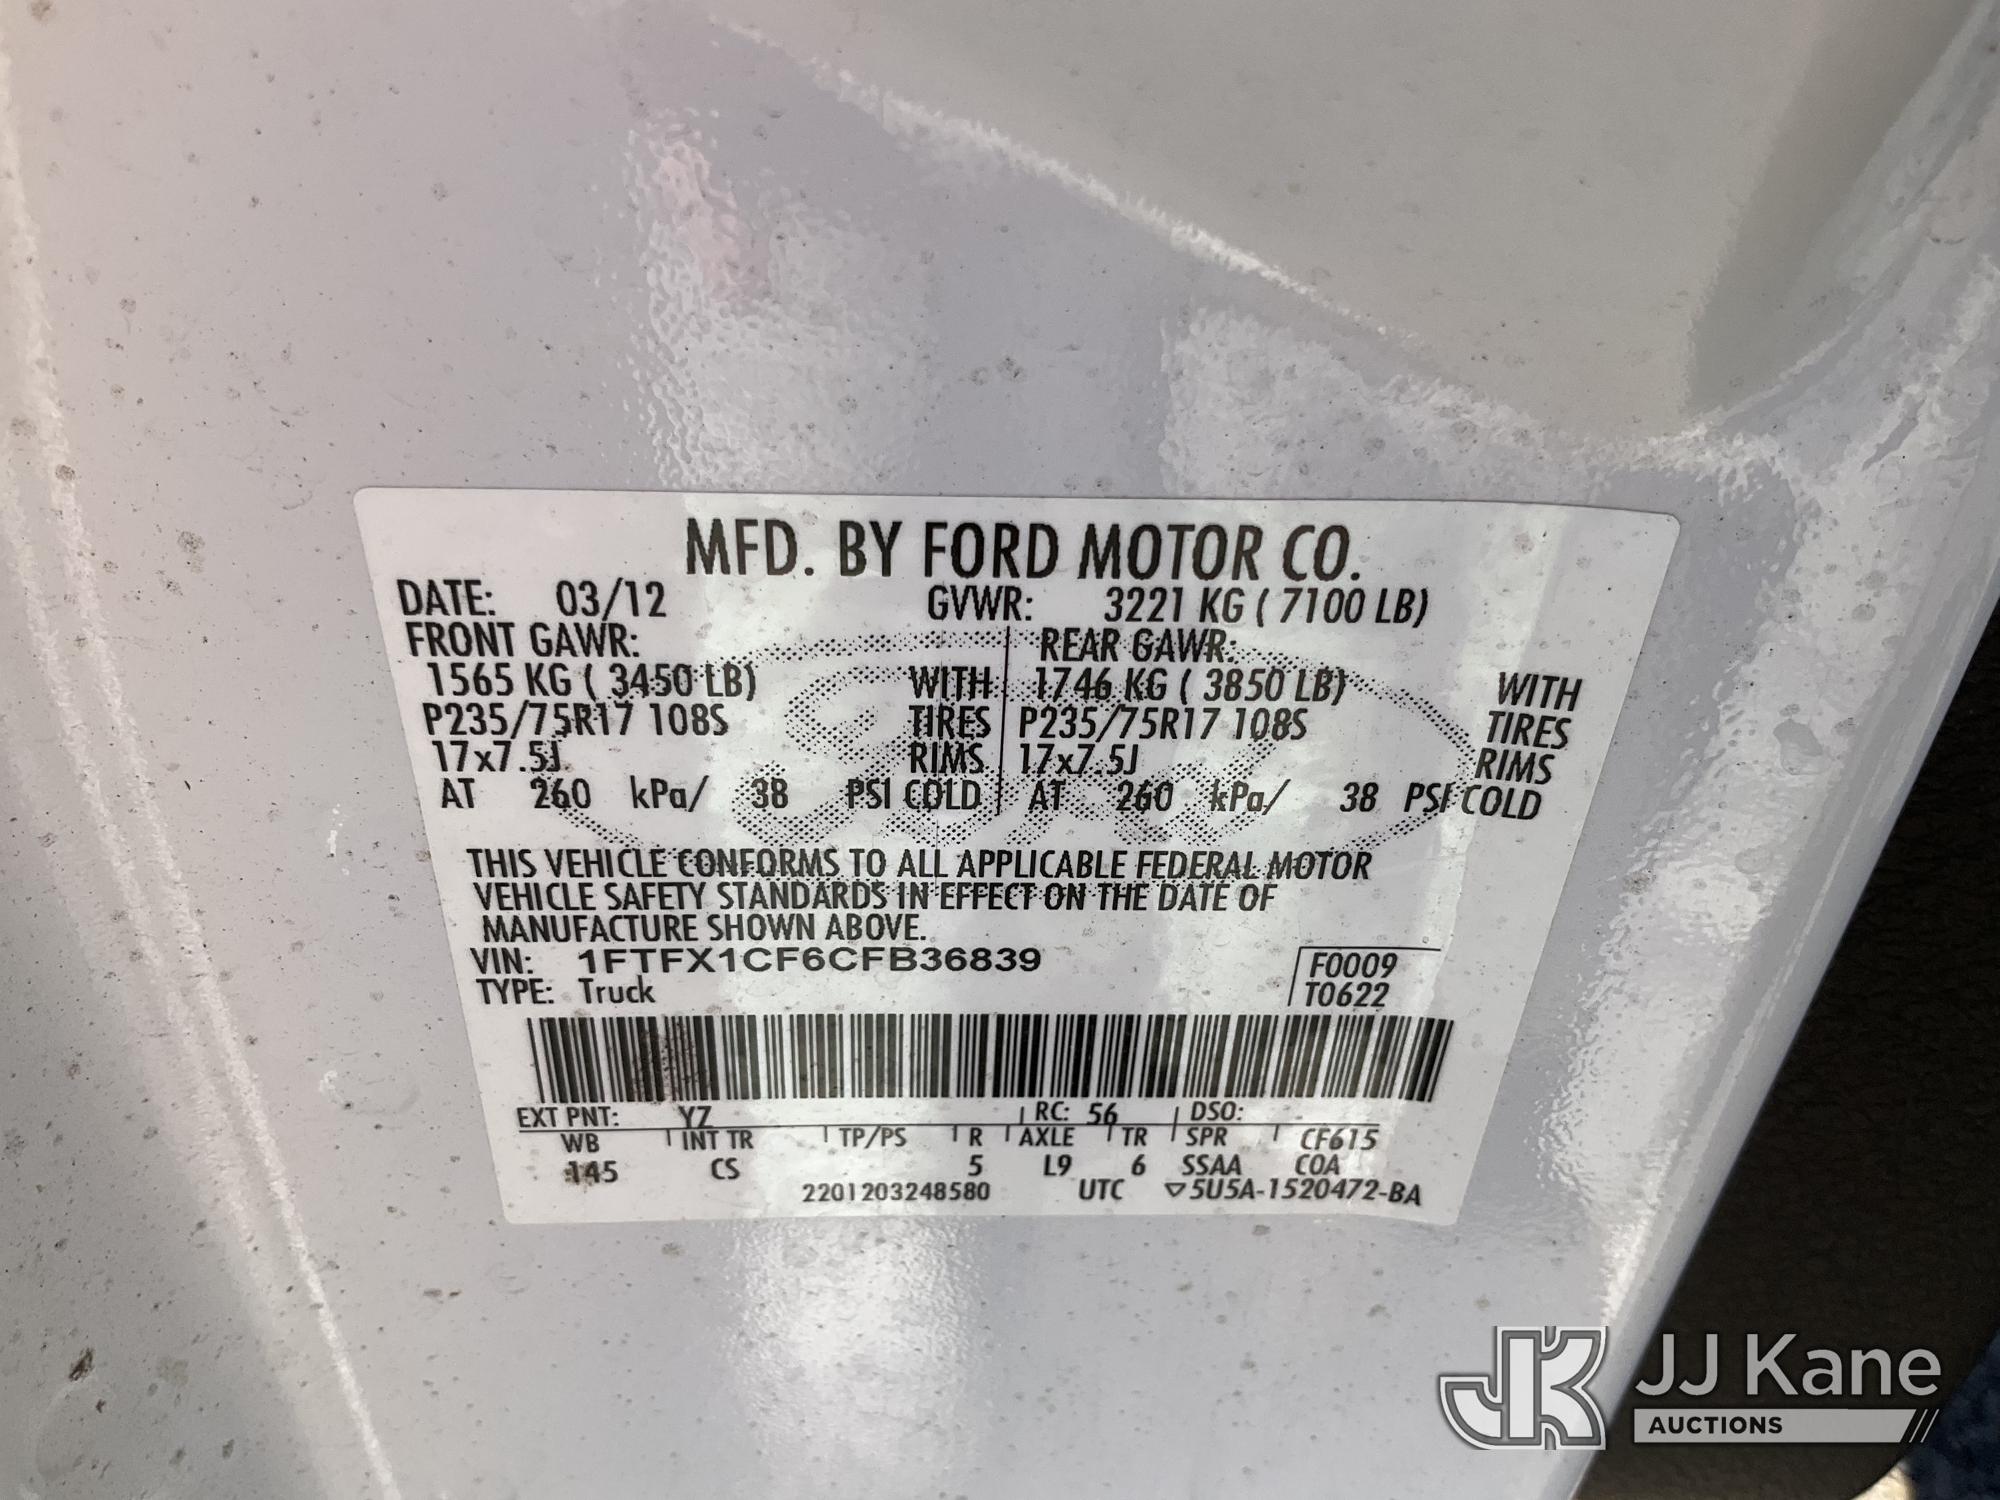 MFD. BY FORD MOTOR CO.
DATE: 03/12 GVWR: 3221 KG ( 7100 LB)
FRONT GAWR: REAR GAWR:
1565 KG ( 3450 LB) WITH 1746 KG ( 3850 LB) WITH
P235/75R17 108S TIRES P235/75R17 108S TIRES
17x7.5J RIMS 17x7.5J RIMS
AT 260 kPa/ 38 PSI COLD AT 260 kPa/ 38 PSI COLD
THIS VEHICLE CONFORMS TO ALL APPLICABLE FEDERAL MOTOR
VEHICLE SAFETY STANDARDS IN EFFECT ON THE DATE OF
MANUFACTURE SHOWN ABOVE.
VIN: 1FTFX1CF6CFB36839 F0009
TYPE: Truck T0622
EXT PNT: YZ RC: 56 DSO:
WB INT TR TP/PS R AXLE TR SPR CF615
145 CS 5 L9 6 SSAA COA
2201203248580 UTC ▽5U5A-1520472-BA
JK JJ Kane
AUCTIONS